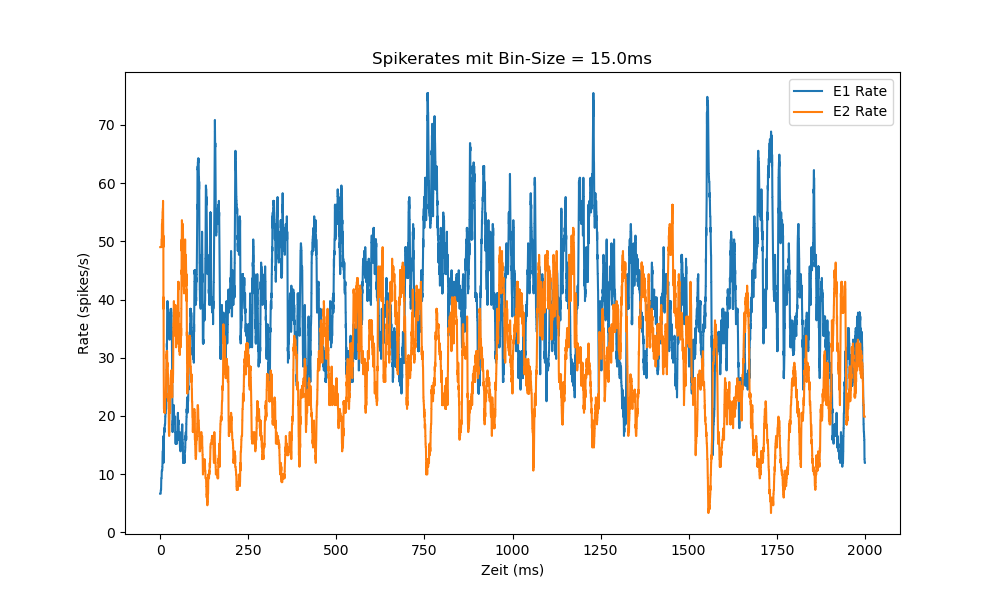 Spikerates mit Bin-Size = 15.0ms
E1 Rate
E2 Rate
70
60
50
40
30
20
10
0
Rate (spikes/s)
0 250 500 750 1000 1250 1500 1750 2000
Zeit (ms)